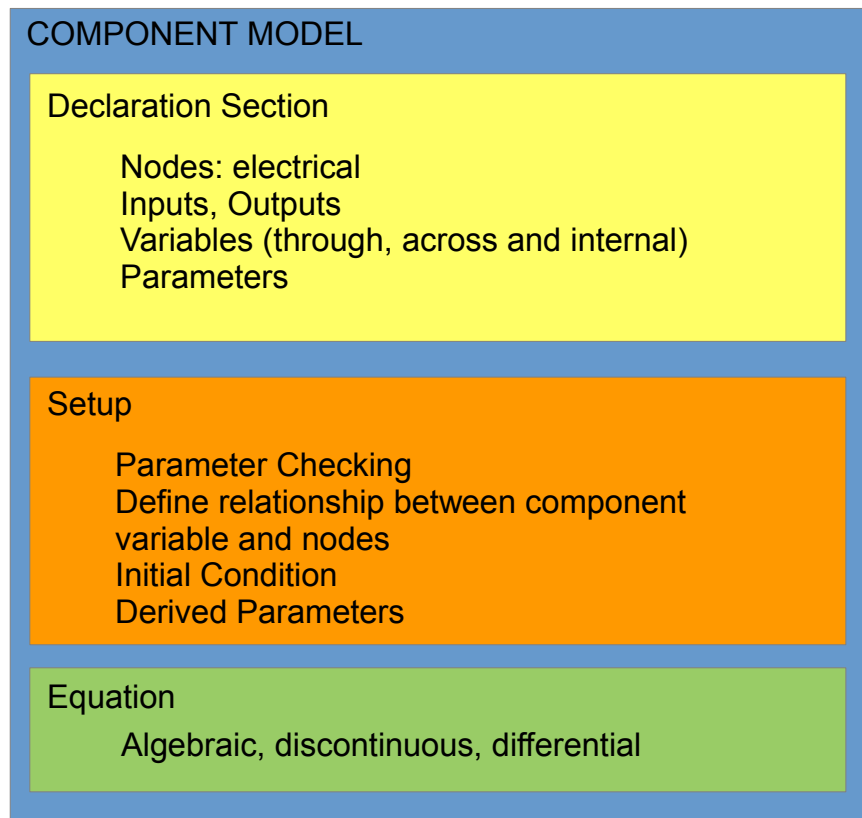 COMPONENT MODEL
Declaration Section
Nodes: electrical
Inputs, Outputs
Variables (through, across and internal)
Parameters
Setup
Parameter Checking
Define relationship between component
variable and nodes
Initial Condition
Derived Parameters
Equation
Algebraic, discontinuous, differential